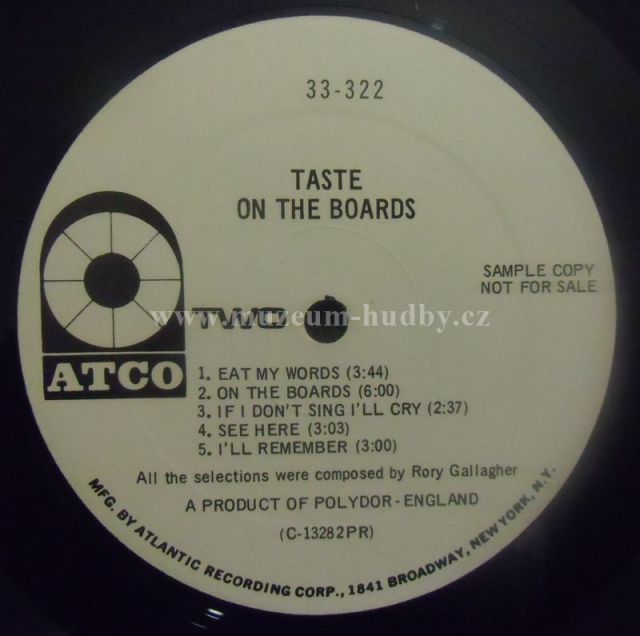 33-322
TASTE
ON THE BOARDS
SAMPLE COPY
NOT FOR SALE
TWO
www.muzeum-hudby.cz
ATCO
1. EAT MY WORDS (3:44)
2. ON THE BOARDS (6:00)
3. IF I DON'T SING I'LL CRY (2:37)
4. SEE HERE (3:03)
5. I'LL REMEMBER (3:00)
All the selections were composed by Rory Gallagher
A PRODUCT OF POLYDOR-ENGLAND
(C-13282PR)
MFG. BY ATLANTIC RECORDING CORP., 1841 BROADWAY, NEW YORK, N.Y.